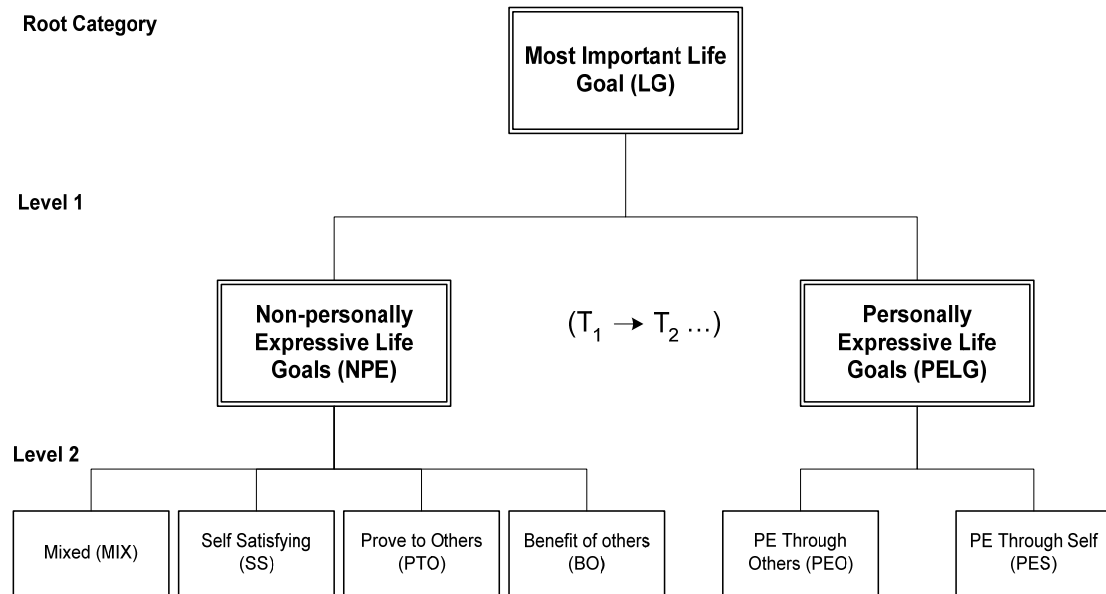 Root Category
Most Important Life
Goal (LG)
Level 1
Non-personally
Expressive Life
Goals (NPE)
(T1 → T2 ...)
Personally
Expressive Life
Goals (PELG)
Level 2
Mixed (MIX)
Self Satisfying
(SS)
Prove to Others
(PTO)
Benefit of others
(BO)
PE Through
Others (PEO)
PE Through Self
(PES)